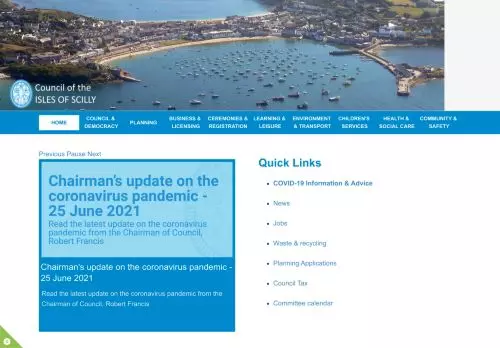 Council of the
ISLES OF SCILLY
HOME
COUNCIL &
DEMOCRACY
PLANNING
BUSINESS &
LICENSING
CEREMONIES &
REGISTRATION
LEARNING &
LEISURE
ENVIRONMENT
& TRANSPORT
CHILDREN'S
SERVICES
HEALTH &
SOCIAL CARE
COMMUNITY &
SAFETY
Previous Pause Next
Chairman's update on the
coronavirus pandemic -
25 June 2021
Read the latest update on the coronavirus
pandemic from the Chairman of Council,
Robert Francis
Chairman's update on the coronavirus pandemic -
25 June 2021
Read the latest update on the coronavirus pandemic from the
Chairman of Council, Robert Francis
Quick Links
COVID-19 Information & Advice
News
Jobs
Waste & recycling
Planning Applications
Council Tax
Committee calendar